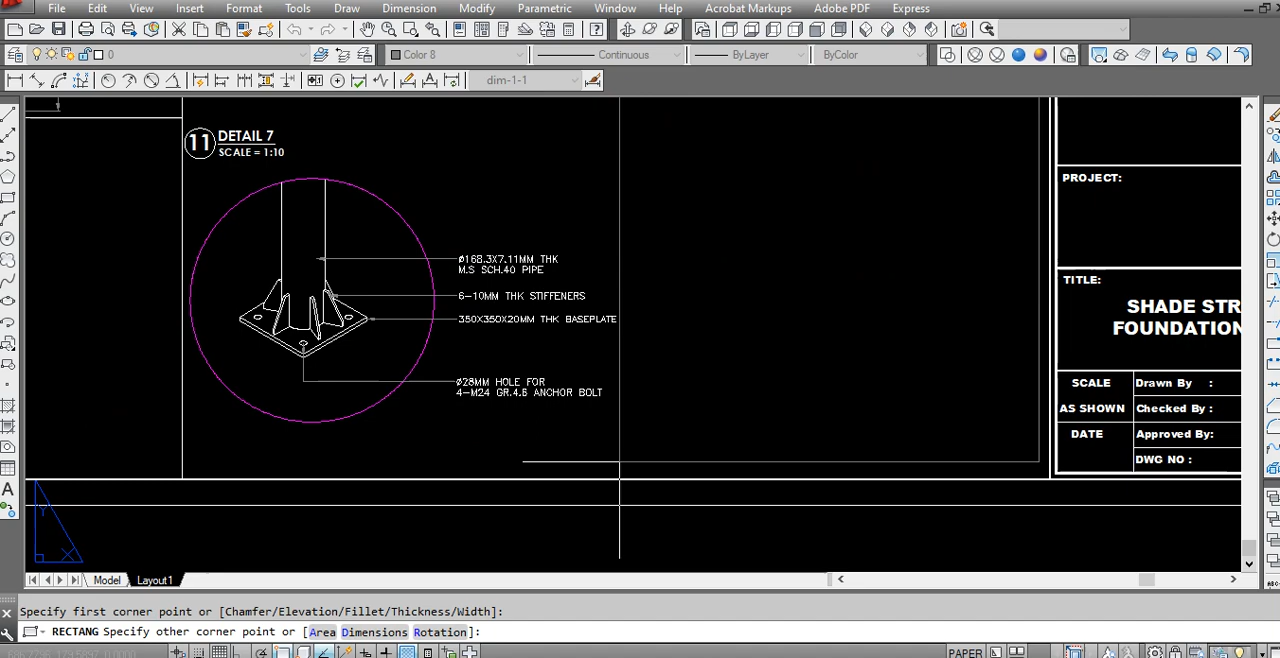 File Edit View Insert Format Tools Draw Dimension Modify Parametric Window Help Acrobat Markups Adobe PDF Express
0 Color 8 Continuous ByLayer ByColor
dim-1-1
11 DETAIL 7
SCALE = 1:10
PROJECT:
Ø168.3X7.11MM THK
M.S SCH.40 PIPE
6-10MM THK STIFFENERS
350X350X20MM THK BASEPLATE
Ø28MM HOLE FOR
4-M24 GR.4.6 ANCHOR BOLT
TITLE:
SHADE STR
FOUNDATION
SCALE Drawn By :
AS SHOWN Checked By :
DATE Approved By:
DWG NO :
Y
X
Model Layout1
Specify first corner point or [Chamfer/Elevation/Fillet/Thickness/Width]:
RECTANG Specify other corner point or [Area Dimensions Rotation]:
PAPER